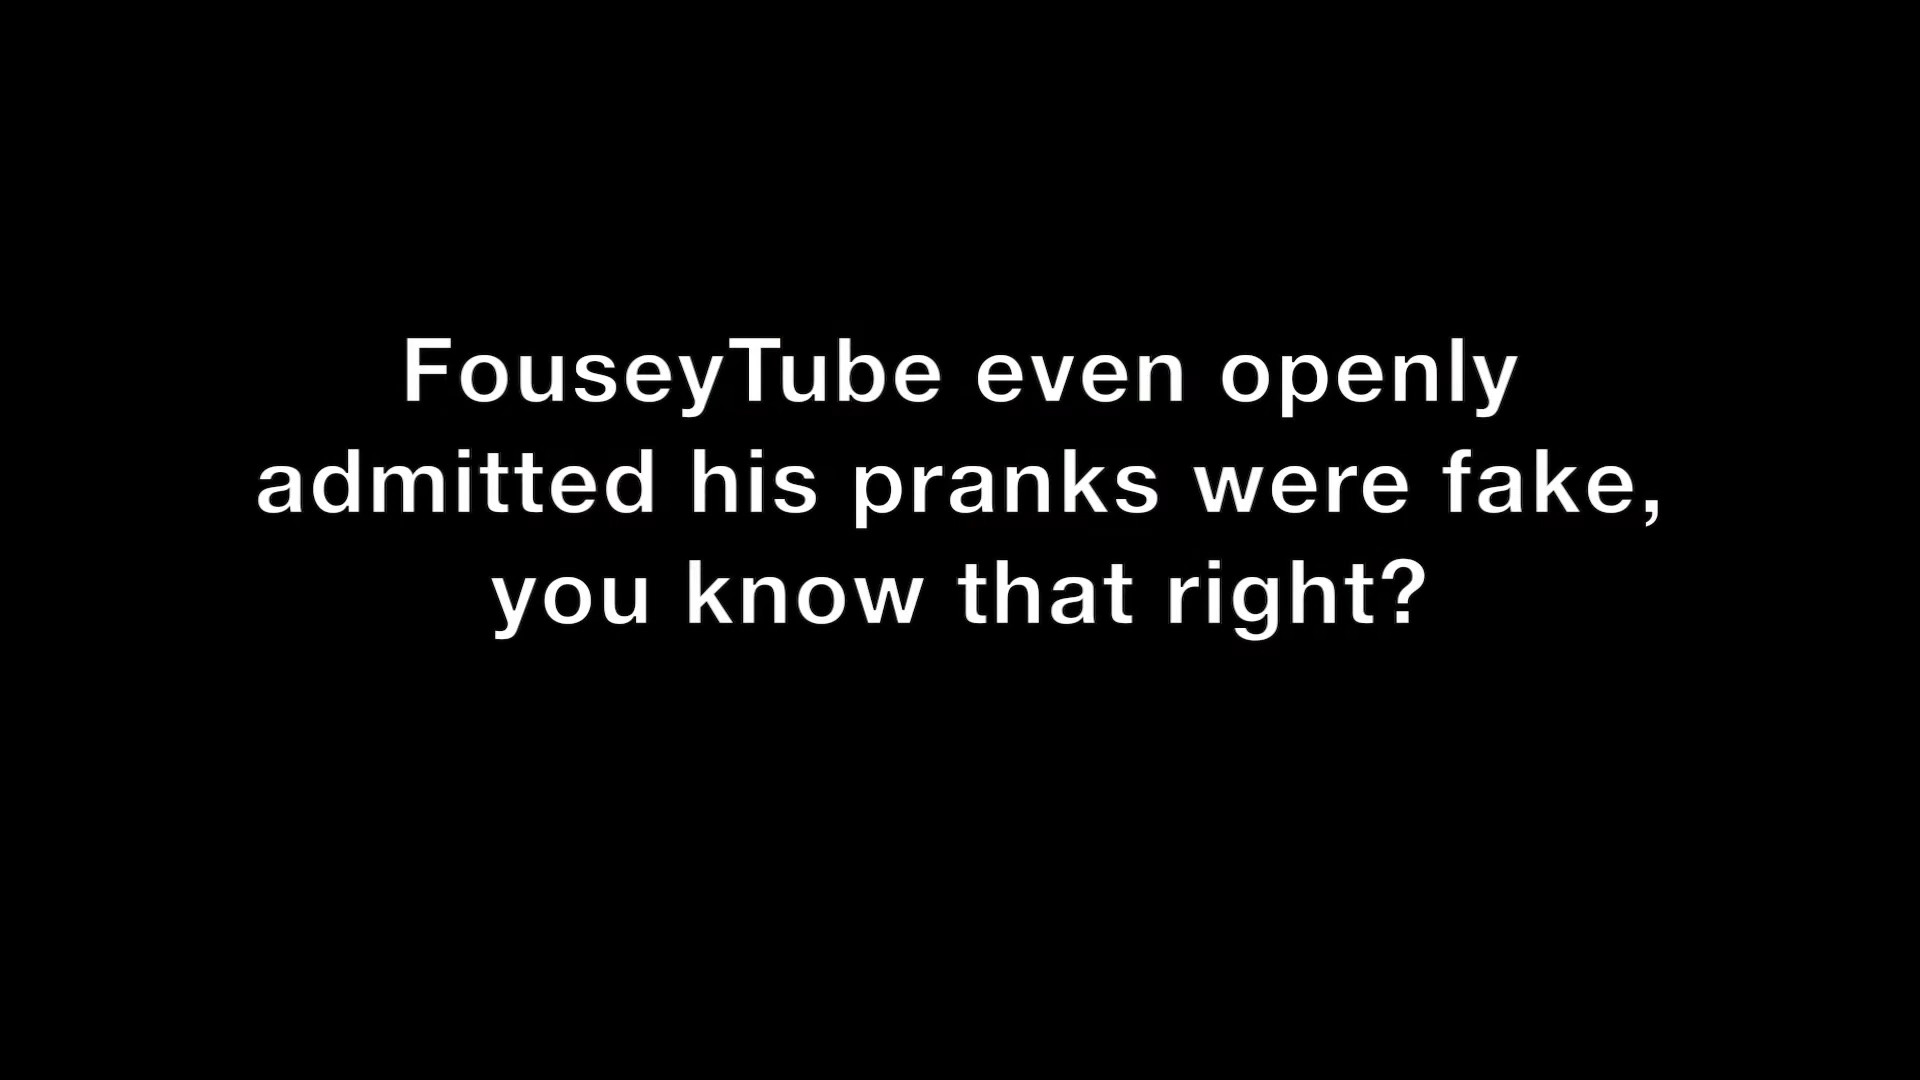 FouseyTube even openly
admitted his pranks were fake,
you know that right?